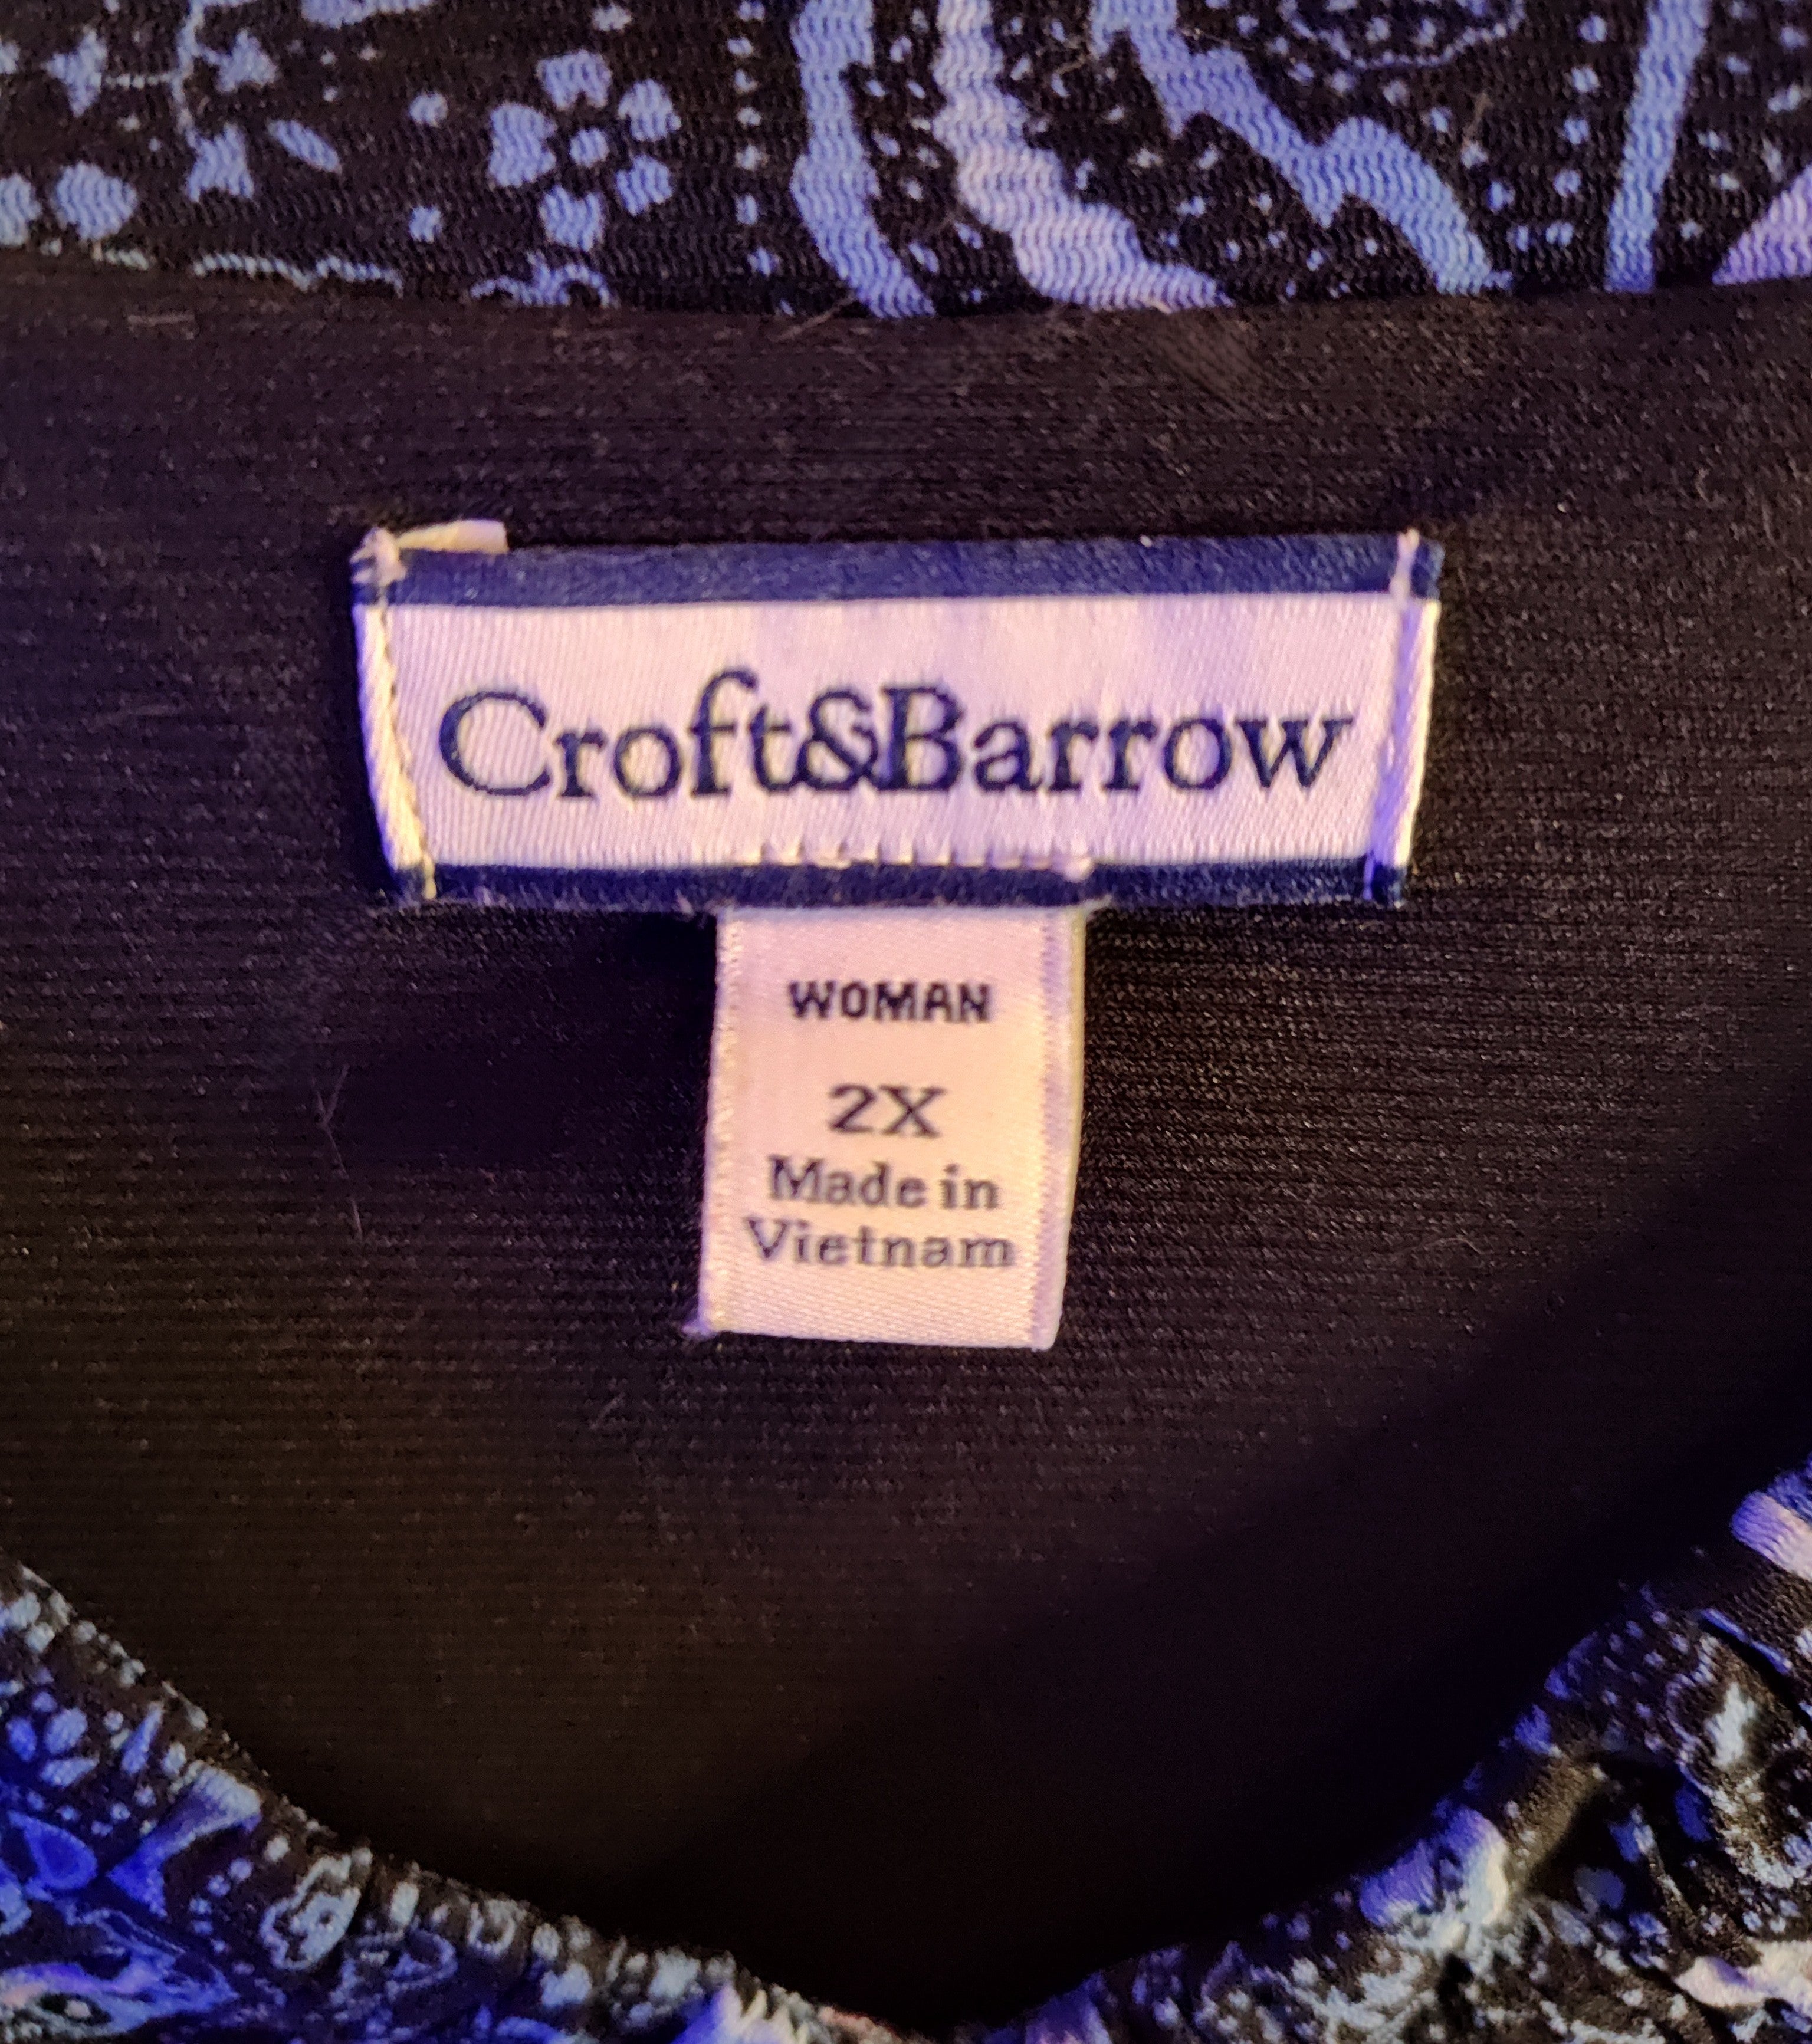 Croft&Barrow
WOMAN
2X
Made in
Vietnam